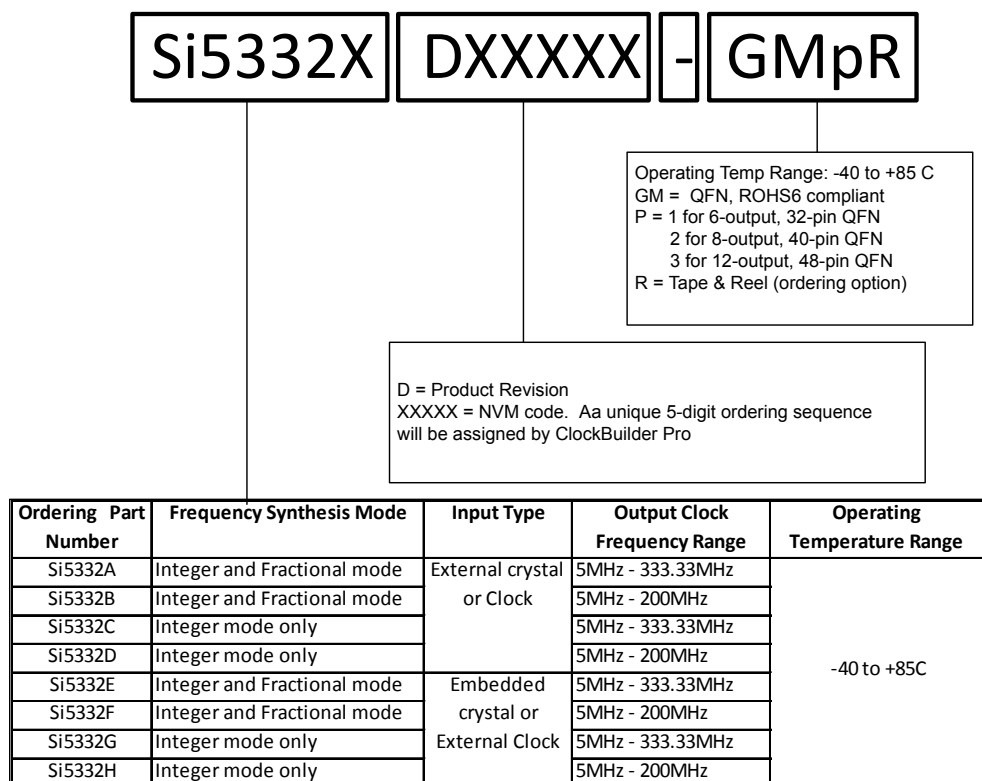 Si5332X DXXXXX - GMpR
Operating Temp Range: -40 to +85 C
GM = QFN, ROHS6 compliant
P = 1 for 6-output, 32-pin QFN
2 for 8-output, 40-pin QFN
3 for 12-output, 48-pin QFN
R = Tape & Reel (ordering option)
D = Product Revision
XXXXX = NVM code. Aa unique 5-digit ordering sequence
will be assigned by ClockBuilder Pro
Ordering Part Number Frequency Synthesis Mode Input Type Output Clock Frequency Range Operating Temperature Range
Si5332A Integer and Fractional mode External crystal or Clock 5MHz - 333.33MHz -40 to +85C
Si5332B Integer and Fractional mode 5MHz - 200MHz
Si5332C Integer mode only 5MHz - 333.33MHz
Si5332D Integer mode only 5MHz - 200MHz
Si5332E Integer and Fractional mode Embedded crystal or External Clock 5MHz - 333.33MHz
Si5332F Integer and Fractional mode 5MHz - 200MHz
Si5332G Integer mode only 5MHz - 333.33MHz
Si5332H Integer mode only 5MHz - 200MHz